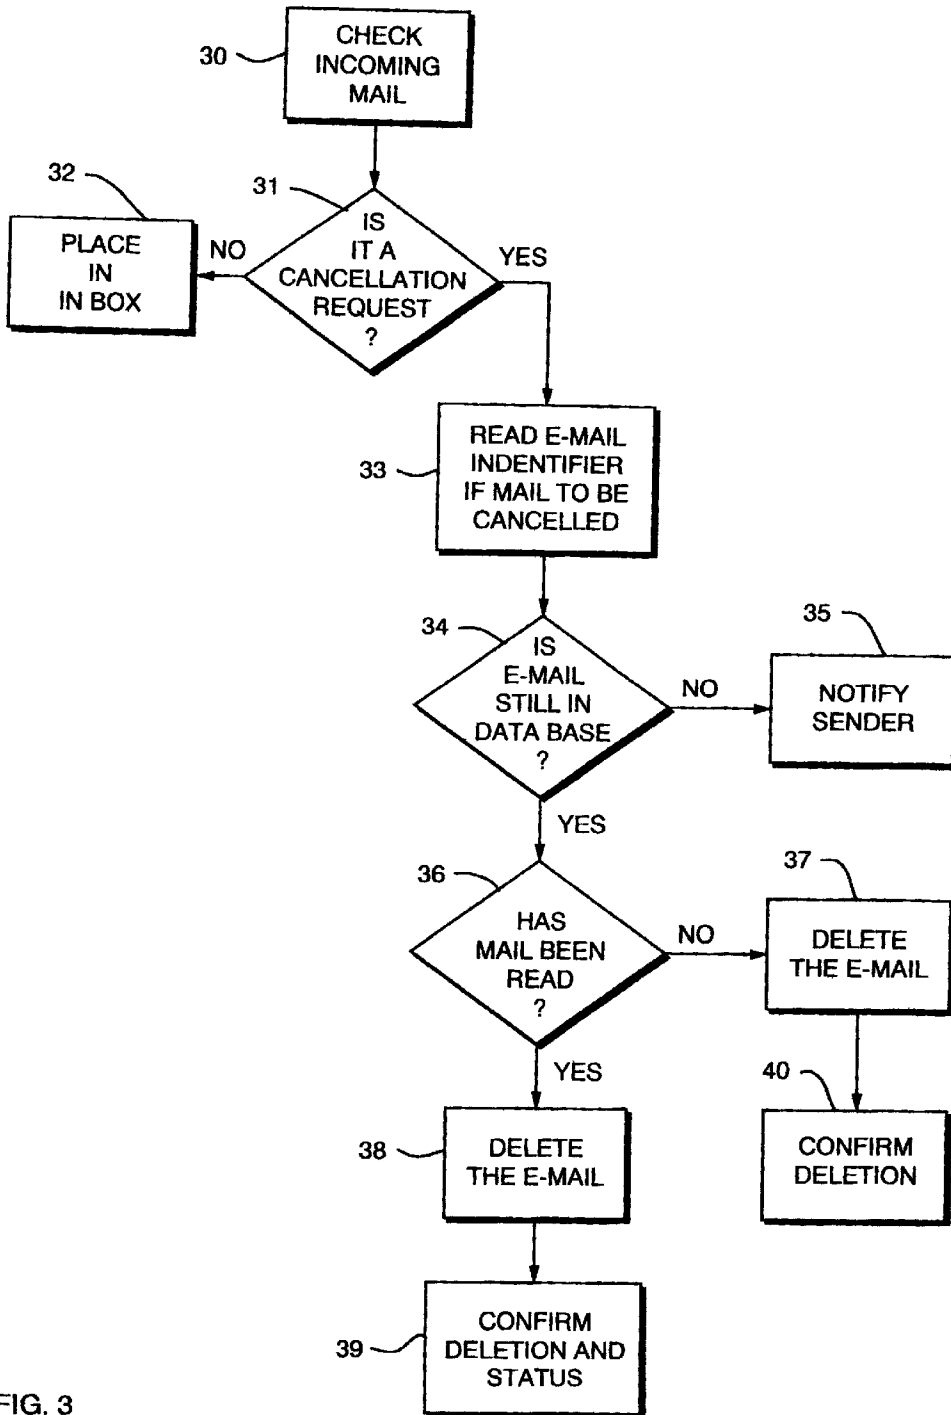 30
CHECK
INCOMING
MAIL
32
31
PLACE
IN
IN BOX
NO
IS
IT A
CANCELLATION
REQUEST
?
YES
33
READ E-MAIL
INDENTIFIER
IF MAIL TO BE
CANCELLED
34
IS
E-MAIL
STILL IN
DATA BASE
?
NO
35
NOTIFY
SENDER
YES
36
HAS
MAIL BEEN
READ
?
NO
37
DELETE
THE E-MAIL
YES
40
CONFIRM
DELETION
38
DELETE
THE E-MAIL
39
CONFIRM
DELETION AND
STATUS
FIG. 3